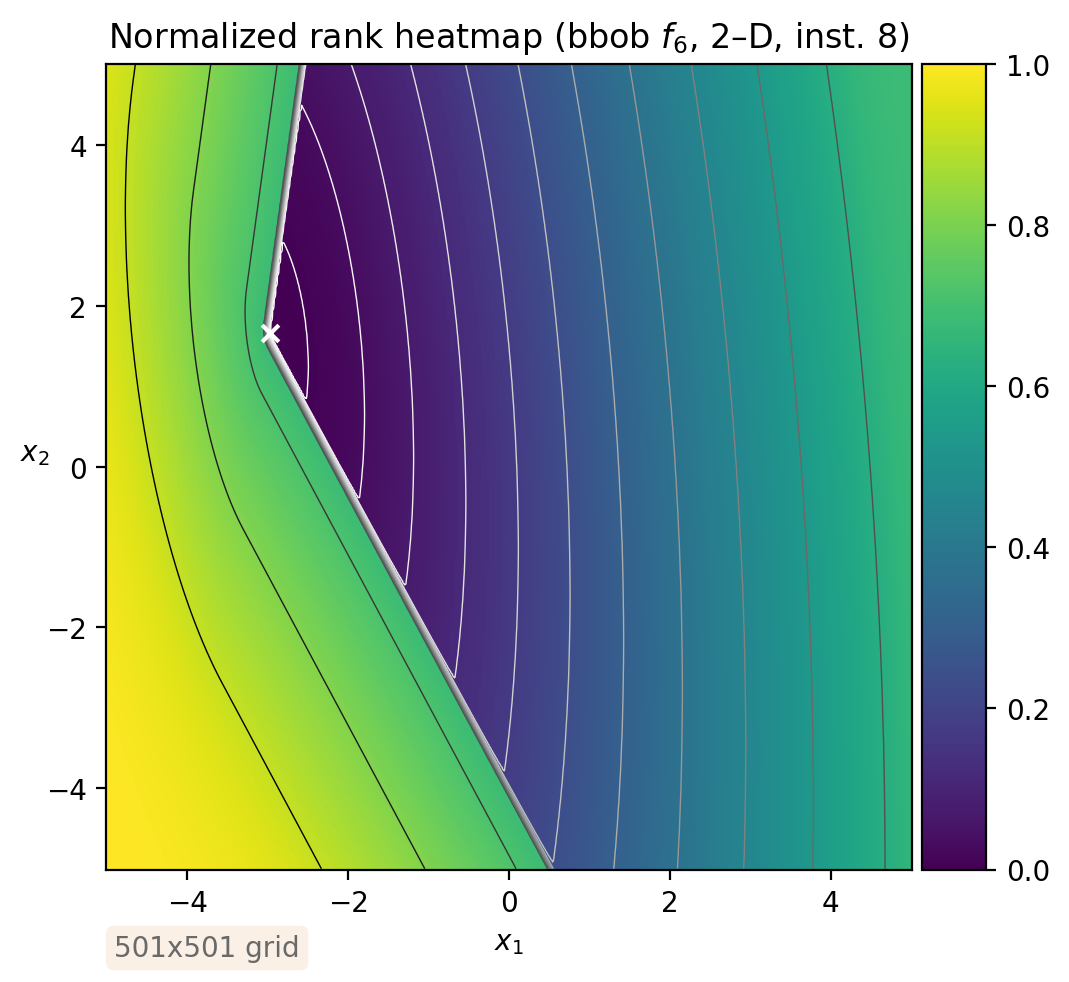 Normalized rank heatmap (bbob f₆, 2–D, inst. 8)
1.0
0.8
0.6
0.4
0.2
0.0
4
2
0
−2
−4
x₂
−4 −2 0 2 4
x₁
501x501 grid